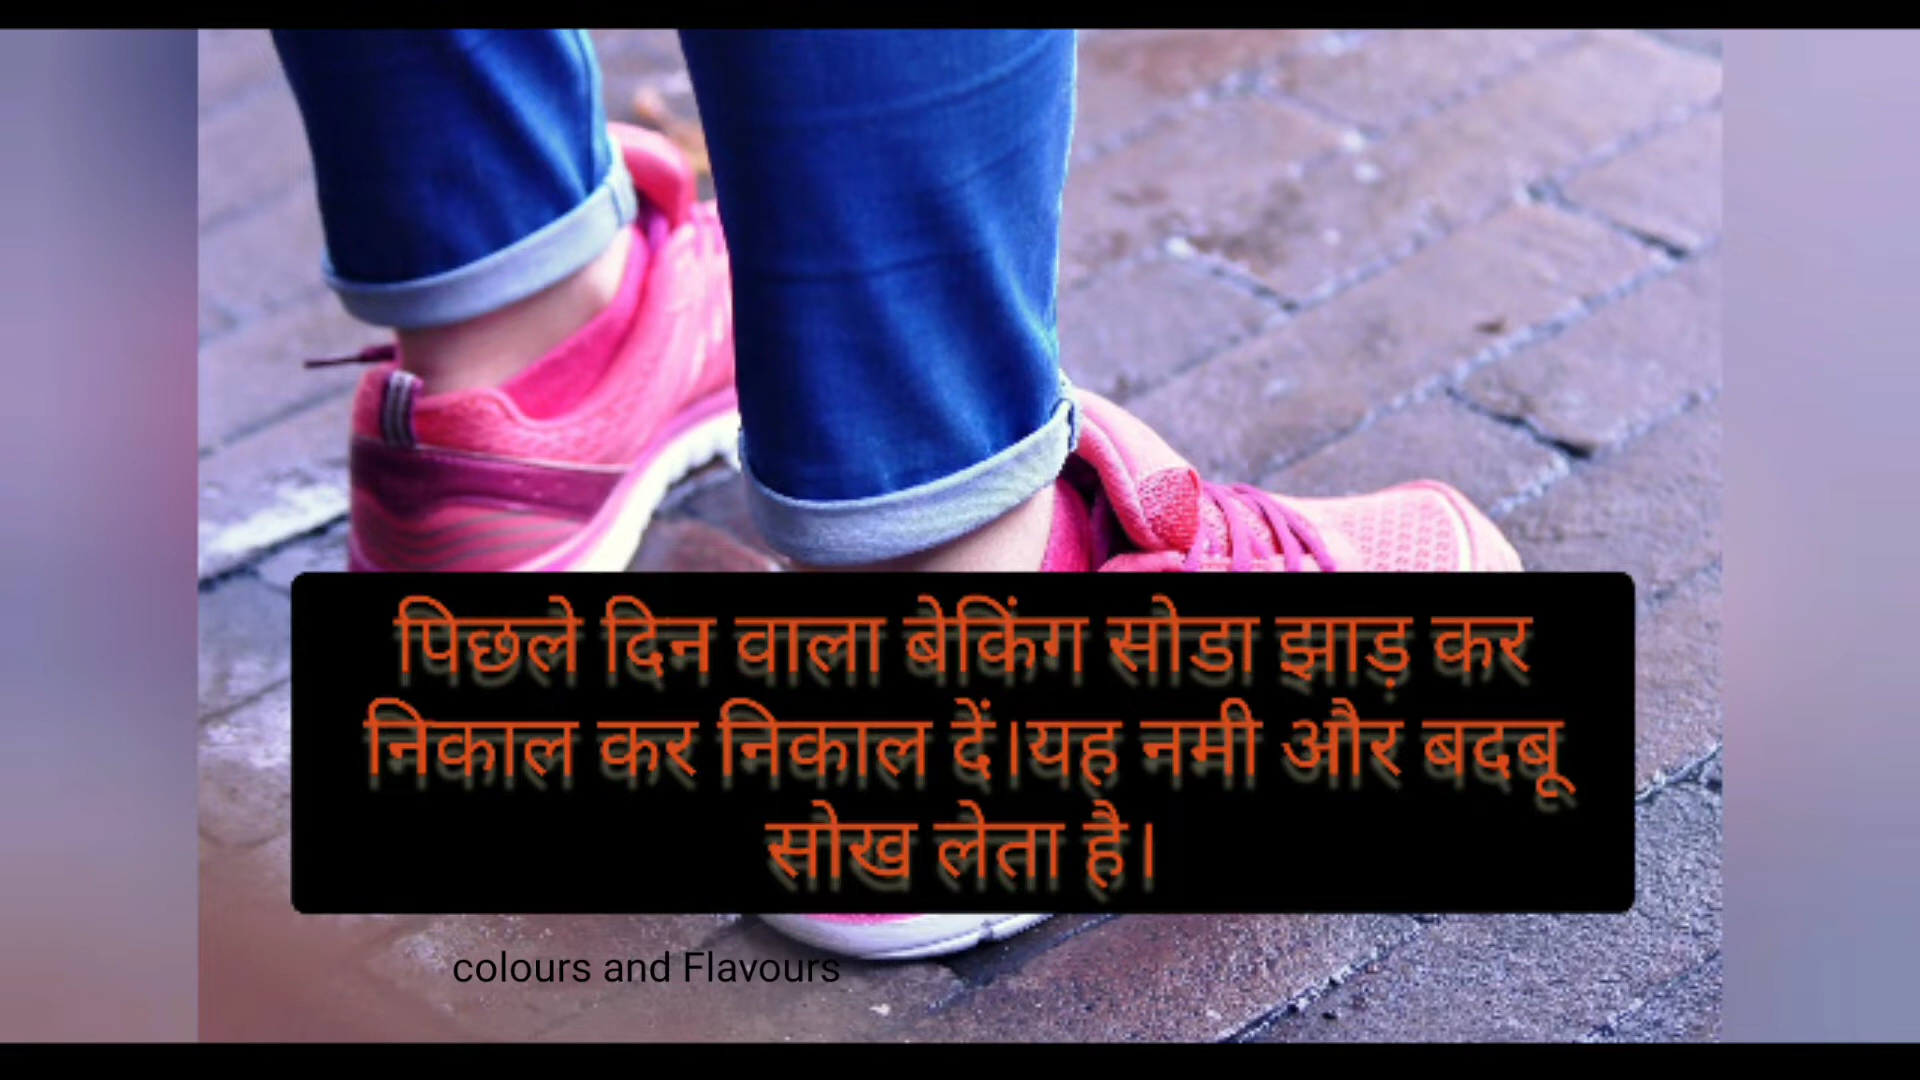 पिछले दिन वाला बेकिंग सोडा झाड़ कर
निकाल कर निकाल दें।यह नमी और बदबू
सोख लेता है।
colours and Flavours